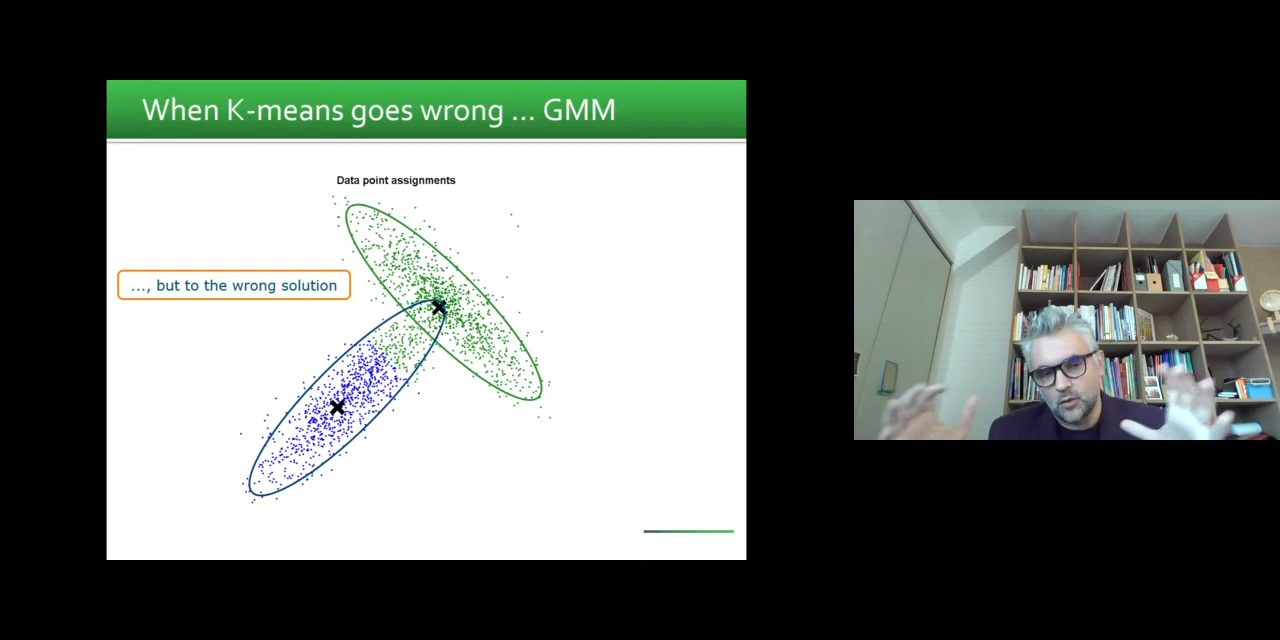 When K-means goes wrong ... GMM
Data point assignments
..., but to the wrong solution